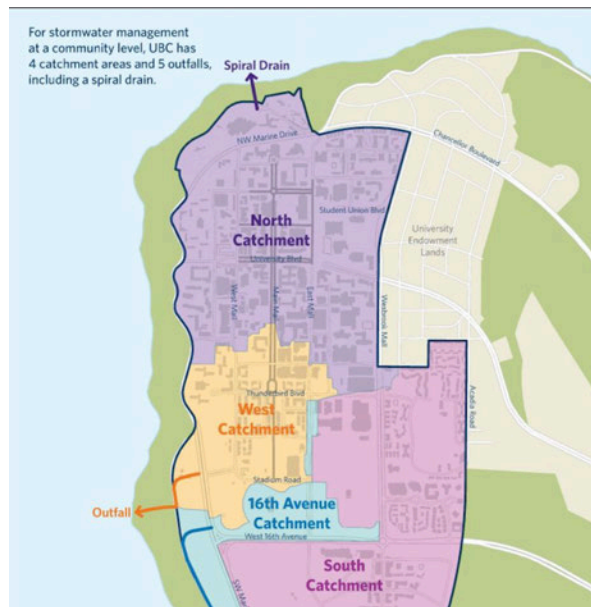 For stormwater management
at a community level, UBC has
4 catchment areas and 5 outfalls,
including a spiral drain.
Spiral Drain
NW Marine Drive
Chancellor Boulevard
Student Union Blvd
North
Catchment
University
Endowment
Lands
University Blvd
West Mall
Main Mall
East Mall
Wesbrook Mall
Acadia Road
Thunderbird Blvd
West
Catchment
Stadium Road
Outfall
16th Avenue
Catchment
West 16th Avenue
South
Catchment
SW Mar